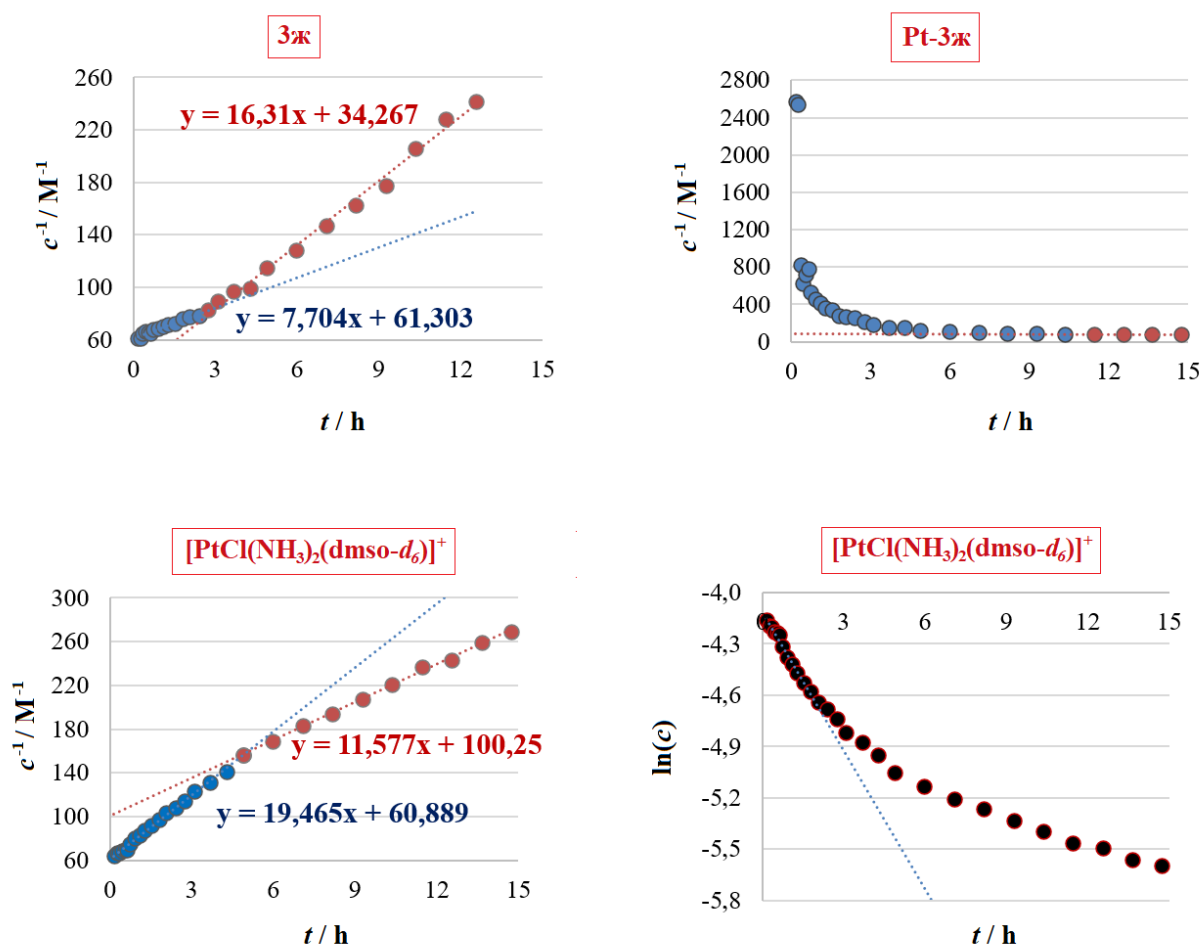 3ж
260
220
180
140
100
60
c⁻¹ / M⁻¹
y = 16,31x + 34,267
y = 7,704x + 61,303
0 3 6 9 12 15
t / h
Pt-3ж
2800
2400
2000
1600
1200
800
400
0
c⁻¹ / M⁻¹
0 3 6 9 12 15
t / h
[PtCl(NH₃)₂(dmso-d₆)]⁺
300
260
220
180
140
100
60
c⁻¹ / M⁻¹
y = 11,577x + 100,25
y = 19,465x + 60,889
0 3 6 9 12 15
t / h
[PtCl(NH₃)₂(dmso-d₆)]⁺
-4,0
-4,3
-4,6
-4,9
-5,2
-5,5
-5,8
ln(c)
0 3 6 9 12 15
t / h